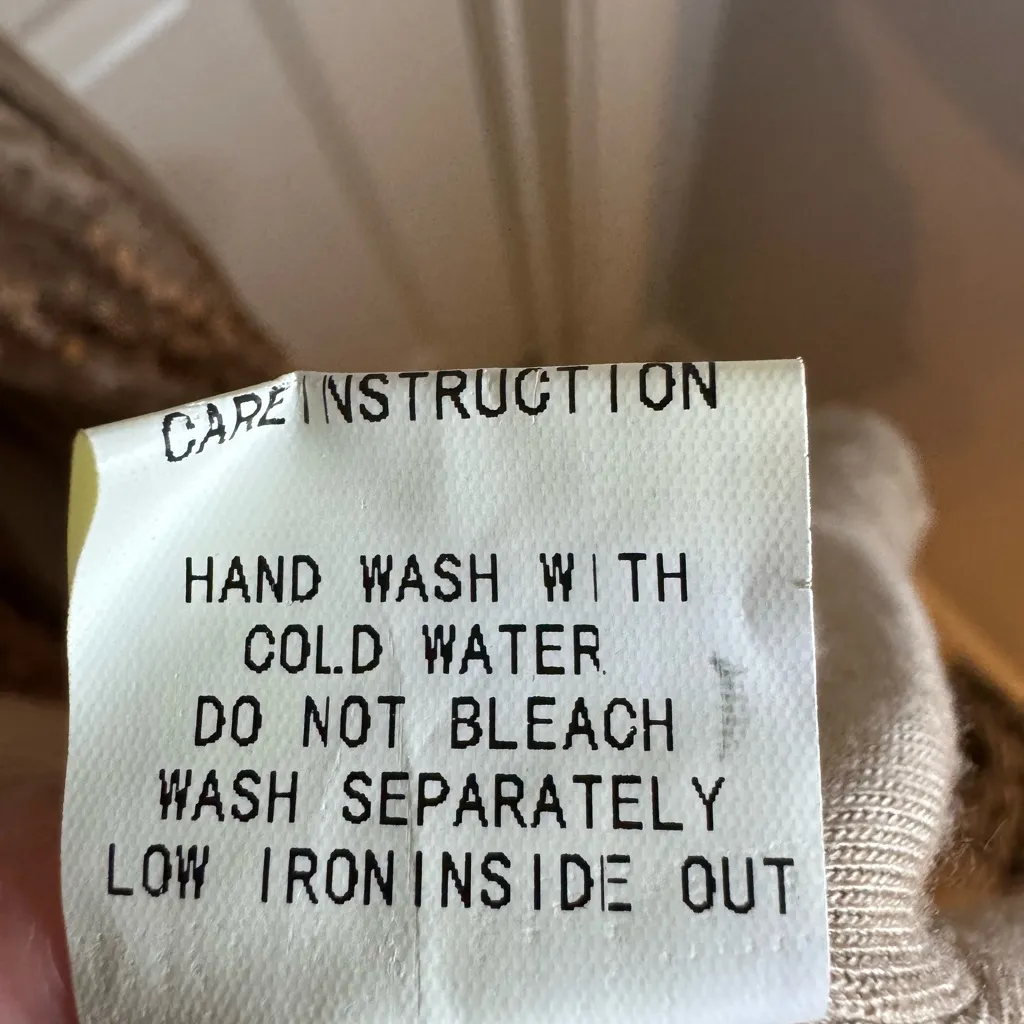 CARE INSTRUCTION
HAND WASH WITH
COLD WATER
DO NOT BLEACH
WASH SEPARATELY
LOW IRON INSIDE OUT